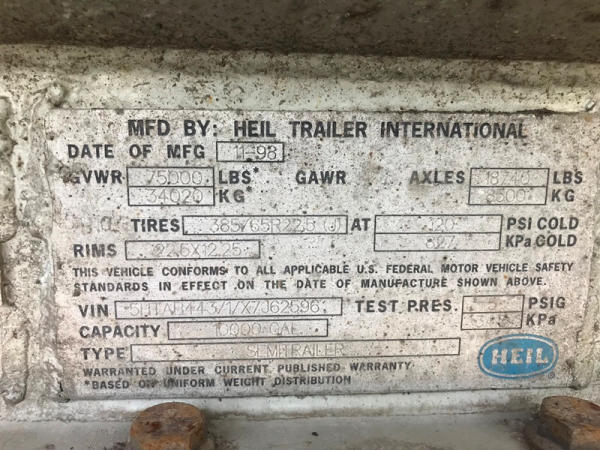 MFD BY: HEIL TRAILER INTERNATIONAL
DATE OF MFG 11-98
GVWR 75000 LBS* GAWR AXLES LBS
34020 KG* 8500 KG
TIRES 385/65R22.5 (J) AT 120 PSI COLD
827 KPa COLD
RIMS 22.5X12.25
THIS VEHICLE CONFORMS TO ALL APPLICABLE U.S. FEDERAL MOTOR VEHICLE SAFETY
STANDARDS IN EFFECT ON THE DATE OF MANUFACTURE SHOWN ABOVE.
VIN TEST PRES. PSIG
KPa
CAPACITY 10000 GAL
TYPE SEMITRAILER
HEIL
WARRANTED UNDER CURRENT PUBLISHED WARRANTY
*BASED ON UNIFORM WEIGHT DISTRIBUTION